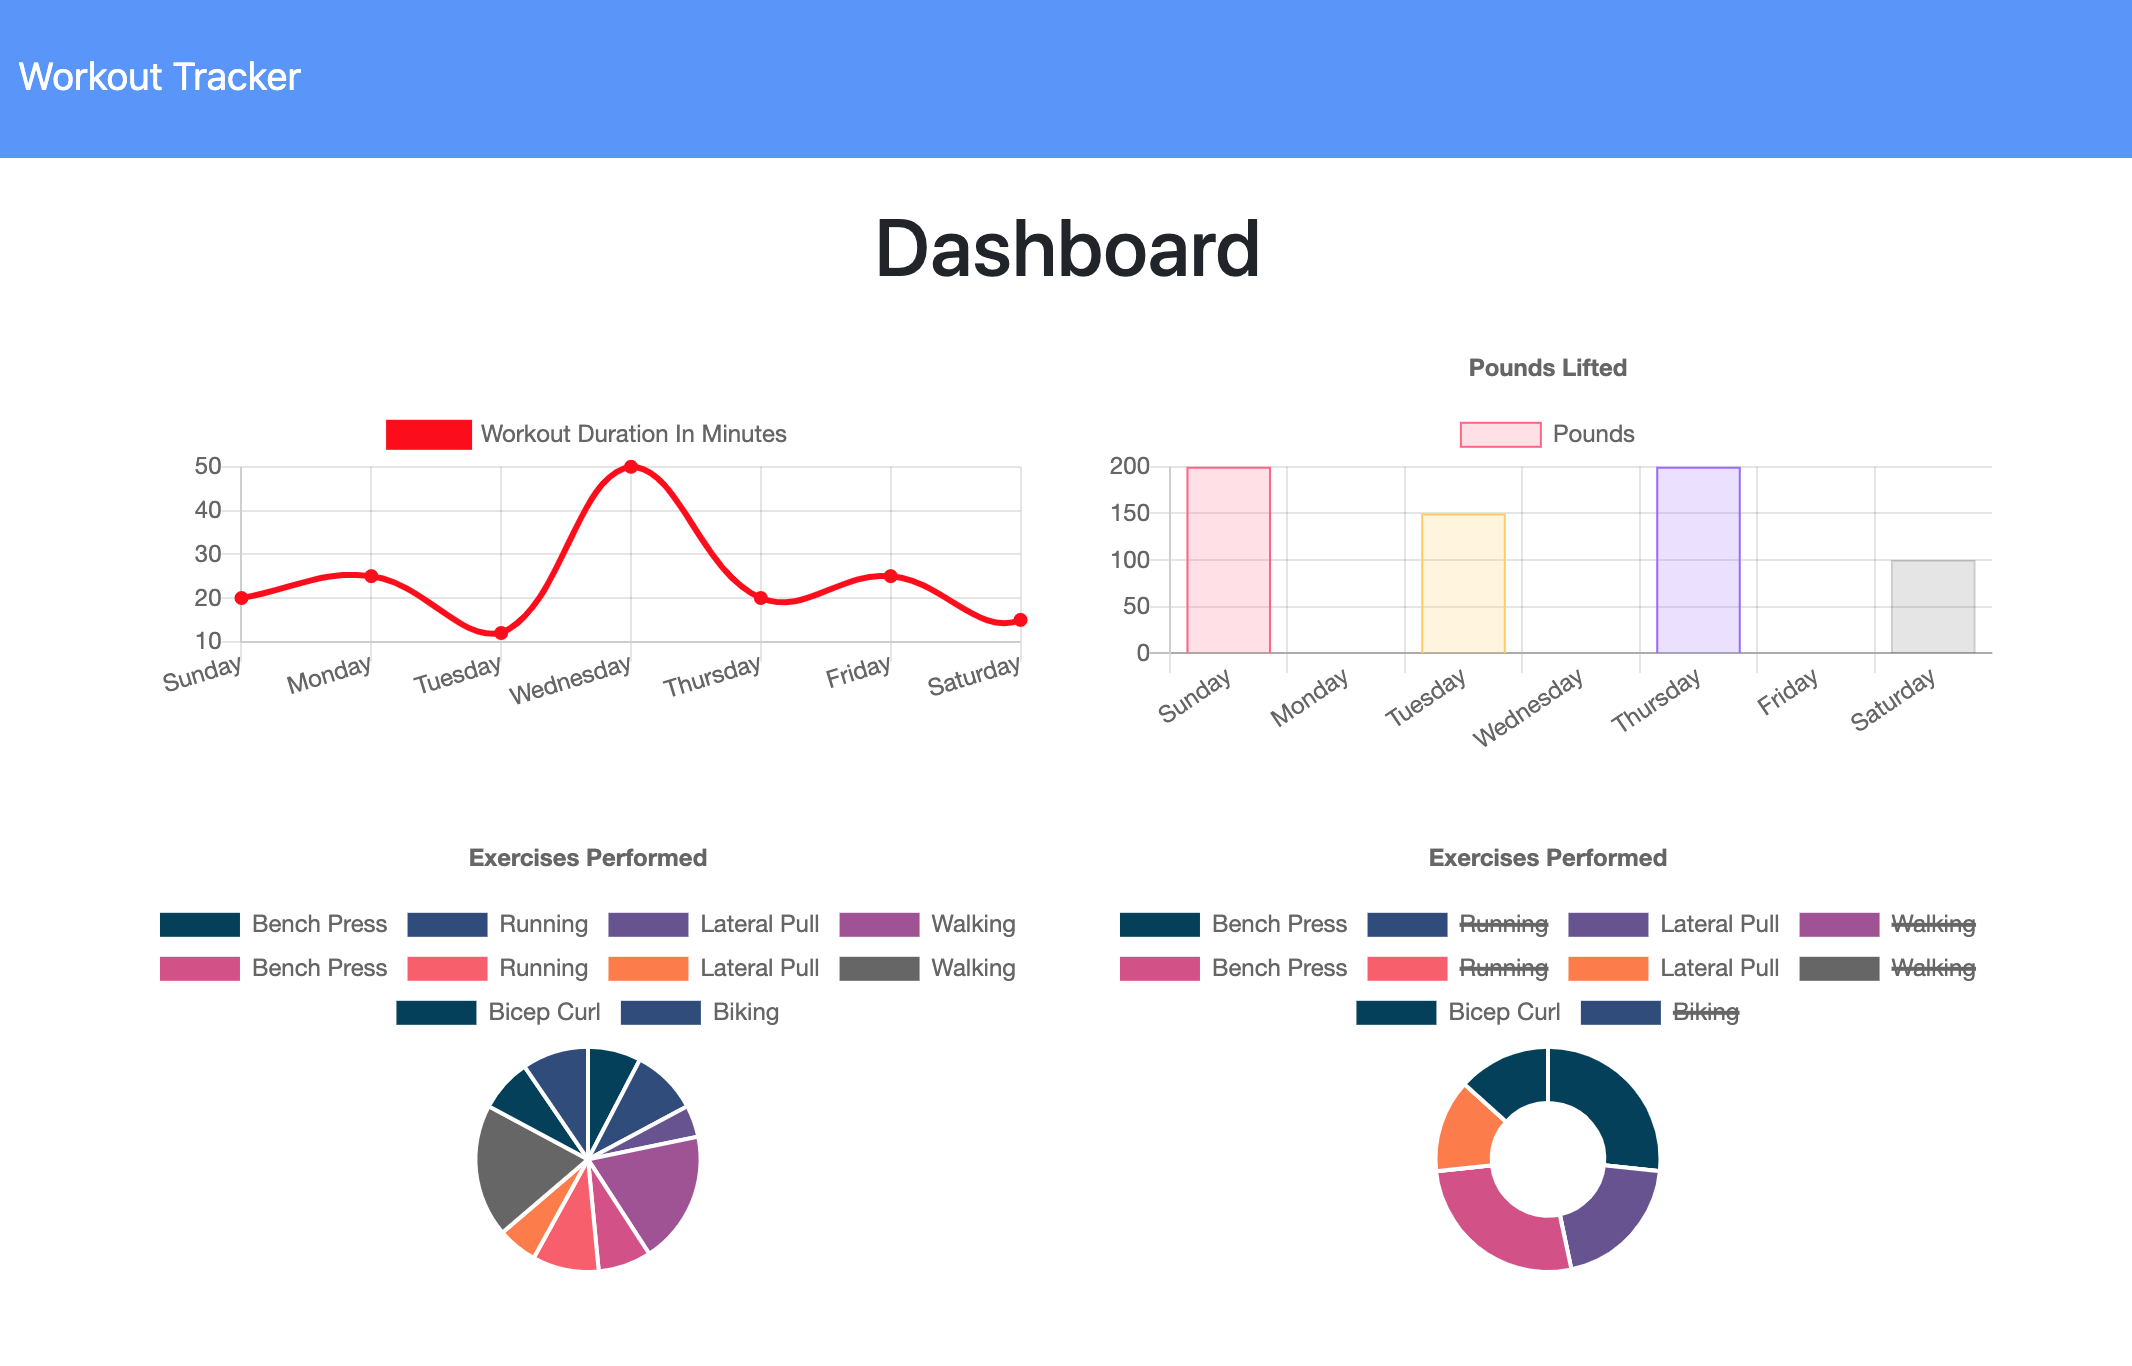 Workout Tracker
Dashboard
Workout Duration In Minutes
50
40
30
20
10
Sunday Monday Tuesday Wednesday Thursday Friday Saturday
Pounds Lifted
Pounds
200
150
100
50
0
Sunday Monday Tuesday Wednesday Thursday Friday Saturday
Exercises Performed
Bench Press Running Lateral Pull Walking
Bench Press Running Lateral Pull Walking
Bicep Curl Biking
Exercises Performed
Bench Press Running Lateral Pull Walking
Bench Press Running Lateral Pull Walking
Bicep Curl Biking